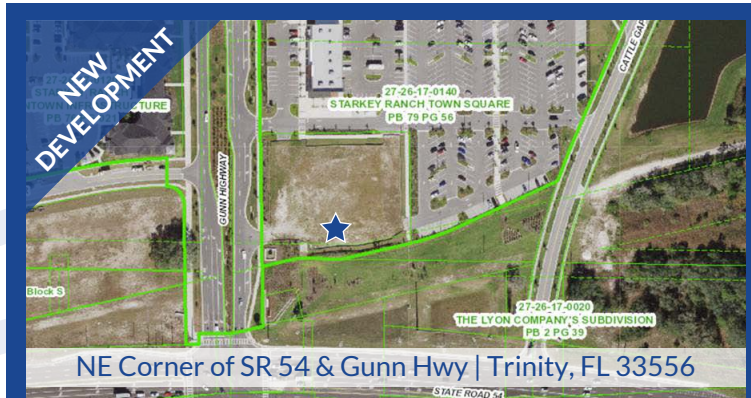 NEW
DEVELOPMENT
27-26-17-0140
STARKEY RANCH TOWN SQUARE
PB 79 PG 56
CATTLE GAP
GUNN HIGHWAY
Block S
27-26-17-0020
THE LYON COMPANY'S SUBDIVISION
PB 2 PG 39
NE Corner of SR 54 & Gunn Hwy | Trinity, FL 33556
STATE ROAD 54